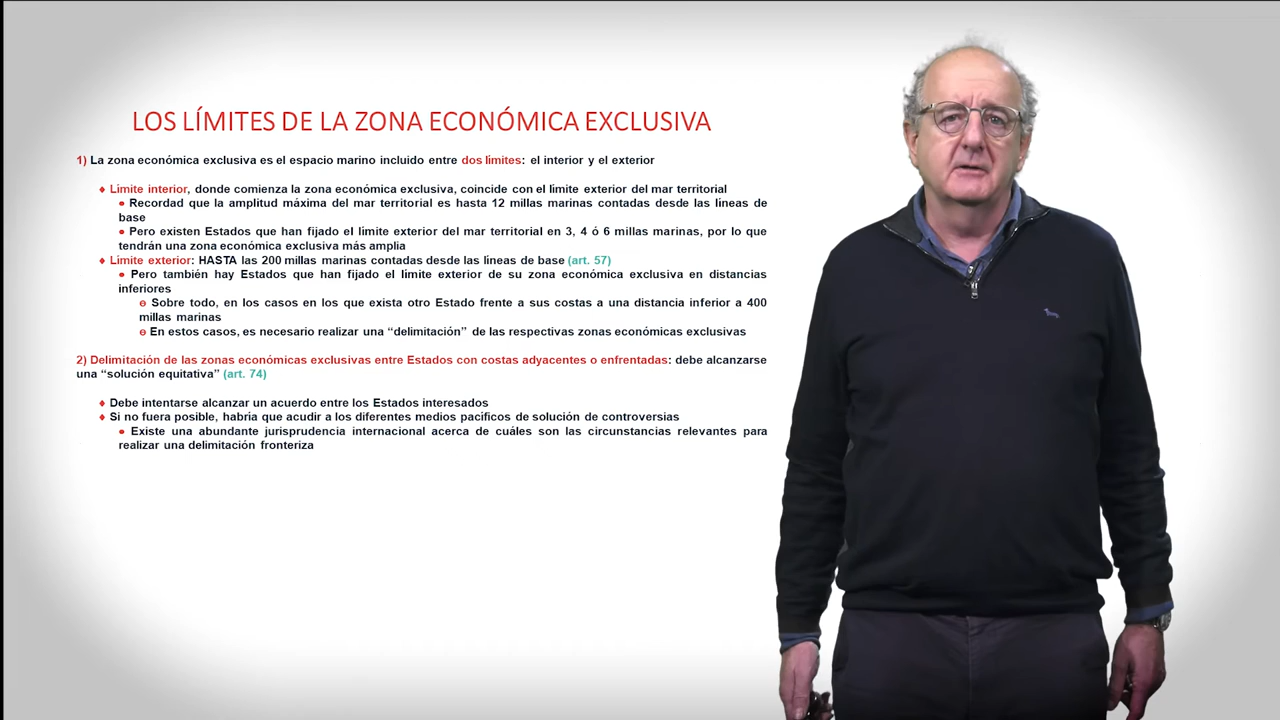 LOS LÍMITES DE LA ZONA ECONÓMICA EXCLUSIVA
1) La zona económica exclusiva es el espacio marino incluido entre dos límites: el interior y el exterior
Límite interior, donde comienza la zona económica exclusiva, coincide con el límite exterior del mar territorial
Recordad que la amplitud máxima del mar territorial es hasta 12 millas marinas contadas desde las líneas de
base
Pero existen Estados que han fijado el límite exterior del mar territorial en 3, 4 ó 6 millas marinas, por lo que
tendrán una zona económica exclusiva más amplia
Límite exterior: HASTA las 200 millas marinas contadas desde las líneas de base (art. 57)
Pero también hay Estados que han fijado el límite exterior de su zona económica exclusiva en distancias
inferiores
Sobre todo, en los casos en los que exista otro Estado frente a sus costas a una distancia inferior a 400
millas marinas
En estos casos, es necesario realizar una “delimitación” de las respectivas zonas económicas exclusivas
2) Delimitación de las zonas económicas exclusivas entre Estados con costas adyacentes o enfrentadas: debe alcanzarse
una “solución equitativa” (art. 74)
Debe intentarse alcanzar un acuerdo entre los Estados interesados
Si no fuera posible, habría que acudir a los diferentes medios pacíficos de solución de controversias
Existe una abundante jurisprudencia internacional acerca de cuáles son las circunstancias relevantes para
realizar una delimitación fronteriza